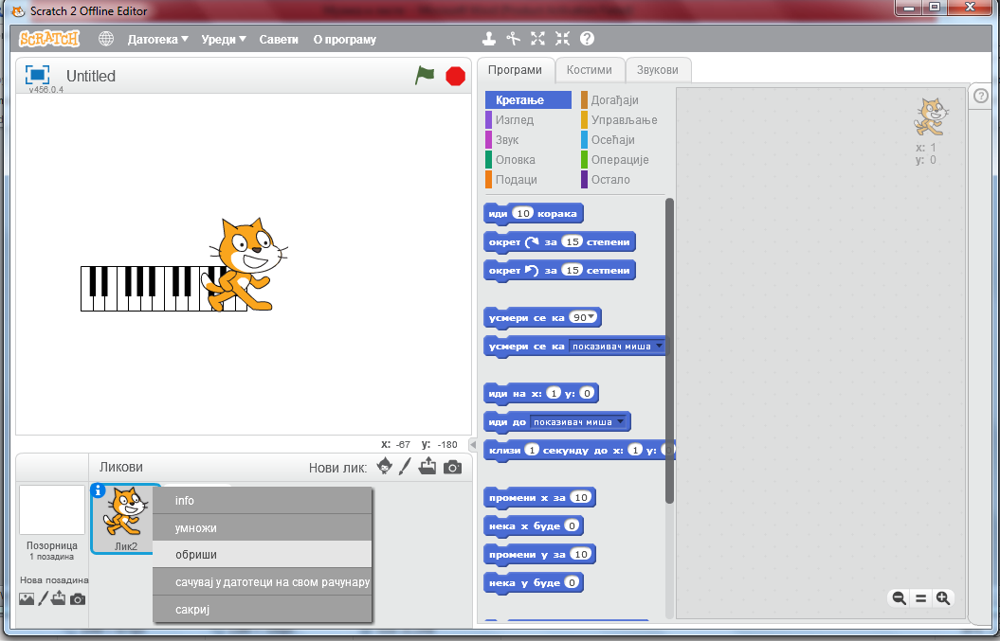 Scratch 2 Offline Editor
SCRATCH Датотека Уреди Савети О програму
Untitled
v456.0.4
Програми Костими Звукови
Кретање Догађаји
Изглед Управљање
Звук Осећаји
Оловка Операције
Подаци Остало
x: 1
y: 0
иди 10 корака
окрет за 15 степени
окрет за 15 сетпени
усмери се ка 90
усмери се ка показивач миша
иди на x: 1 y: 0
иди до показивач миша
клизи 1 секунду до x: 1 y:
промени x за 10
нека x буде 0
промени y за 10
нека y буде 0
x: -67 y: -180
Ликови Нови лик:
Лик2
Позорница
1 позадина
Нова позадина
info
умножи
обриши
сачувај у датотеци на свом рачунару
сакриј